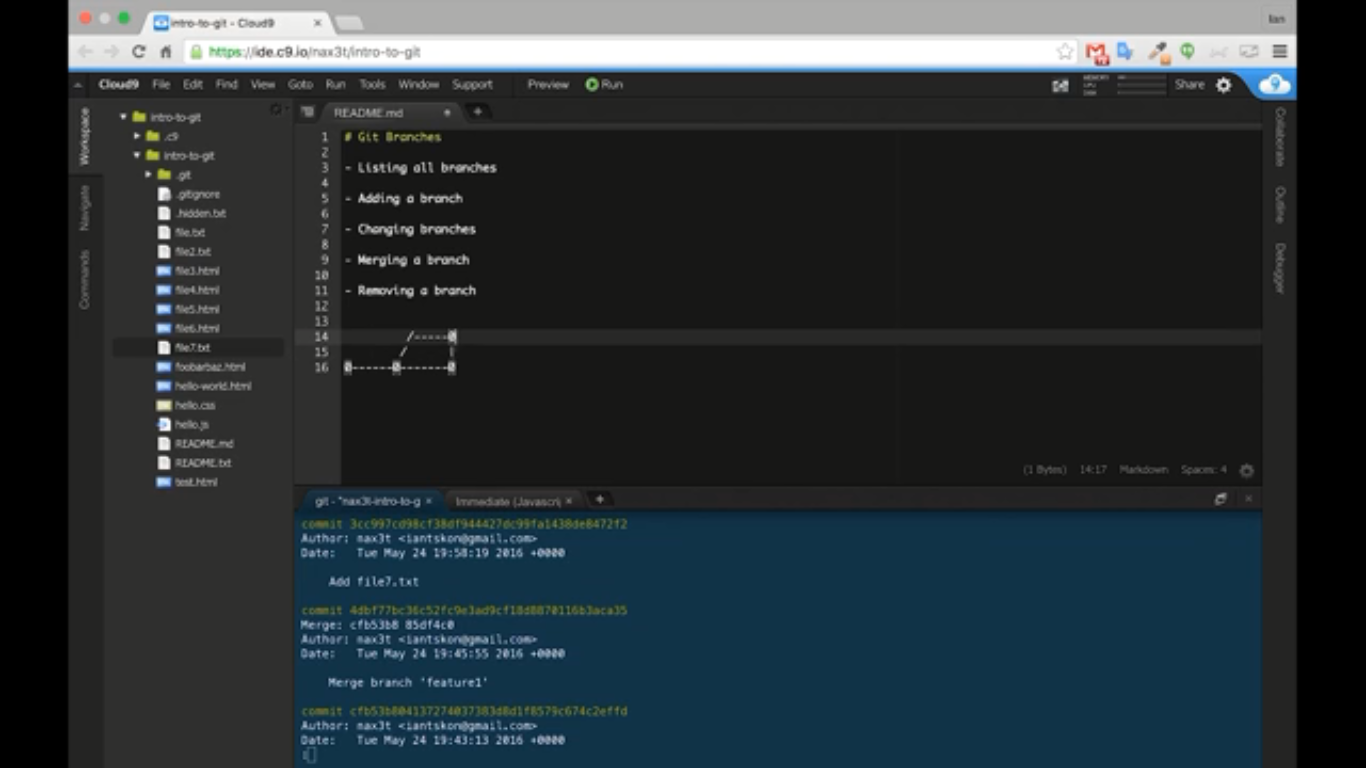 intro-to-git - Cloud9
Ian
https://ide.c9.io/nax3t/intro-to-git
Cloud9 File Edit Find View Goto Run Tools Window Support Preview Run
MEMORY
CPU
DISK
Share
Workspace
Navigate
Commands
intro-to-git
.c9
intro-to-git
.git
.gitignore
.hidden.txt
file.txt
file2.txt
file3.html
file4.html
file5.html
file6.html
file7.txt
foobarbaz.html
hello-world.html
hello.css
hello.js
README.md
README.txt
test.html
README.md
1 # Git Branches
2
3 - Listing all branches
4
5 - Adding a branch
6
7 - Changing branches
8
9 - Merging a branch
10
11 - Removing a branch
12
13
14 /-----0
15 / |
16 0------0-------0
(1 Bytes) 14:17 Markdown Spaces: 4
Collaborate
Outline
Debugger
git - "nax3t-intro-to-g
Immediate (Javascri
commit 3cc997cd98cf38df944427dc99fa1438de8472f2
Author: nax3t <iantskon@gmail.com>
Date: Tue May 24 19:58:19 2016 +0000
Add file7.txt
commit 4dbf77bc36c52fc9e3ad9cf18d8870116b3aca35
Merge: cfb53b8 85df4c0
Author: nax3t <iantskon@gmail.com>
Date: Tue May 24 19:45:55 2016 +0000
Merge branch 'feature1'
commit cfb53b804137274037383d8d1f8579c674c2effd
Author: nax3t <iantskon@gmail.com>
Date: Tue May 24 19:43:13 2016 +0000
: